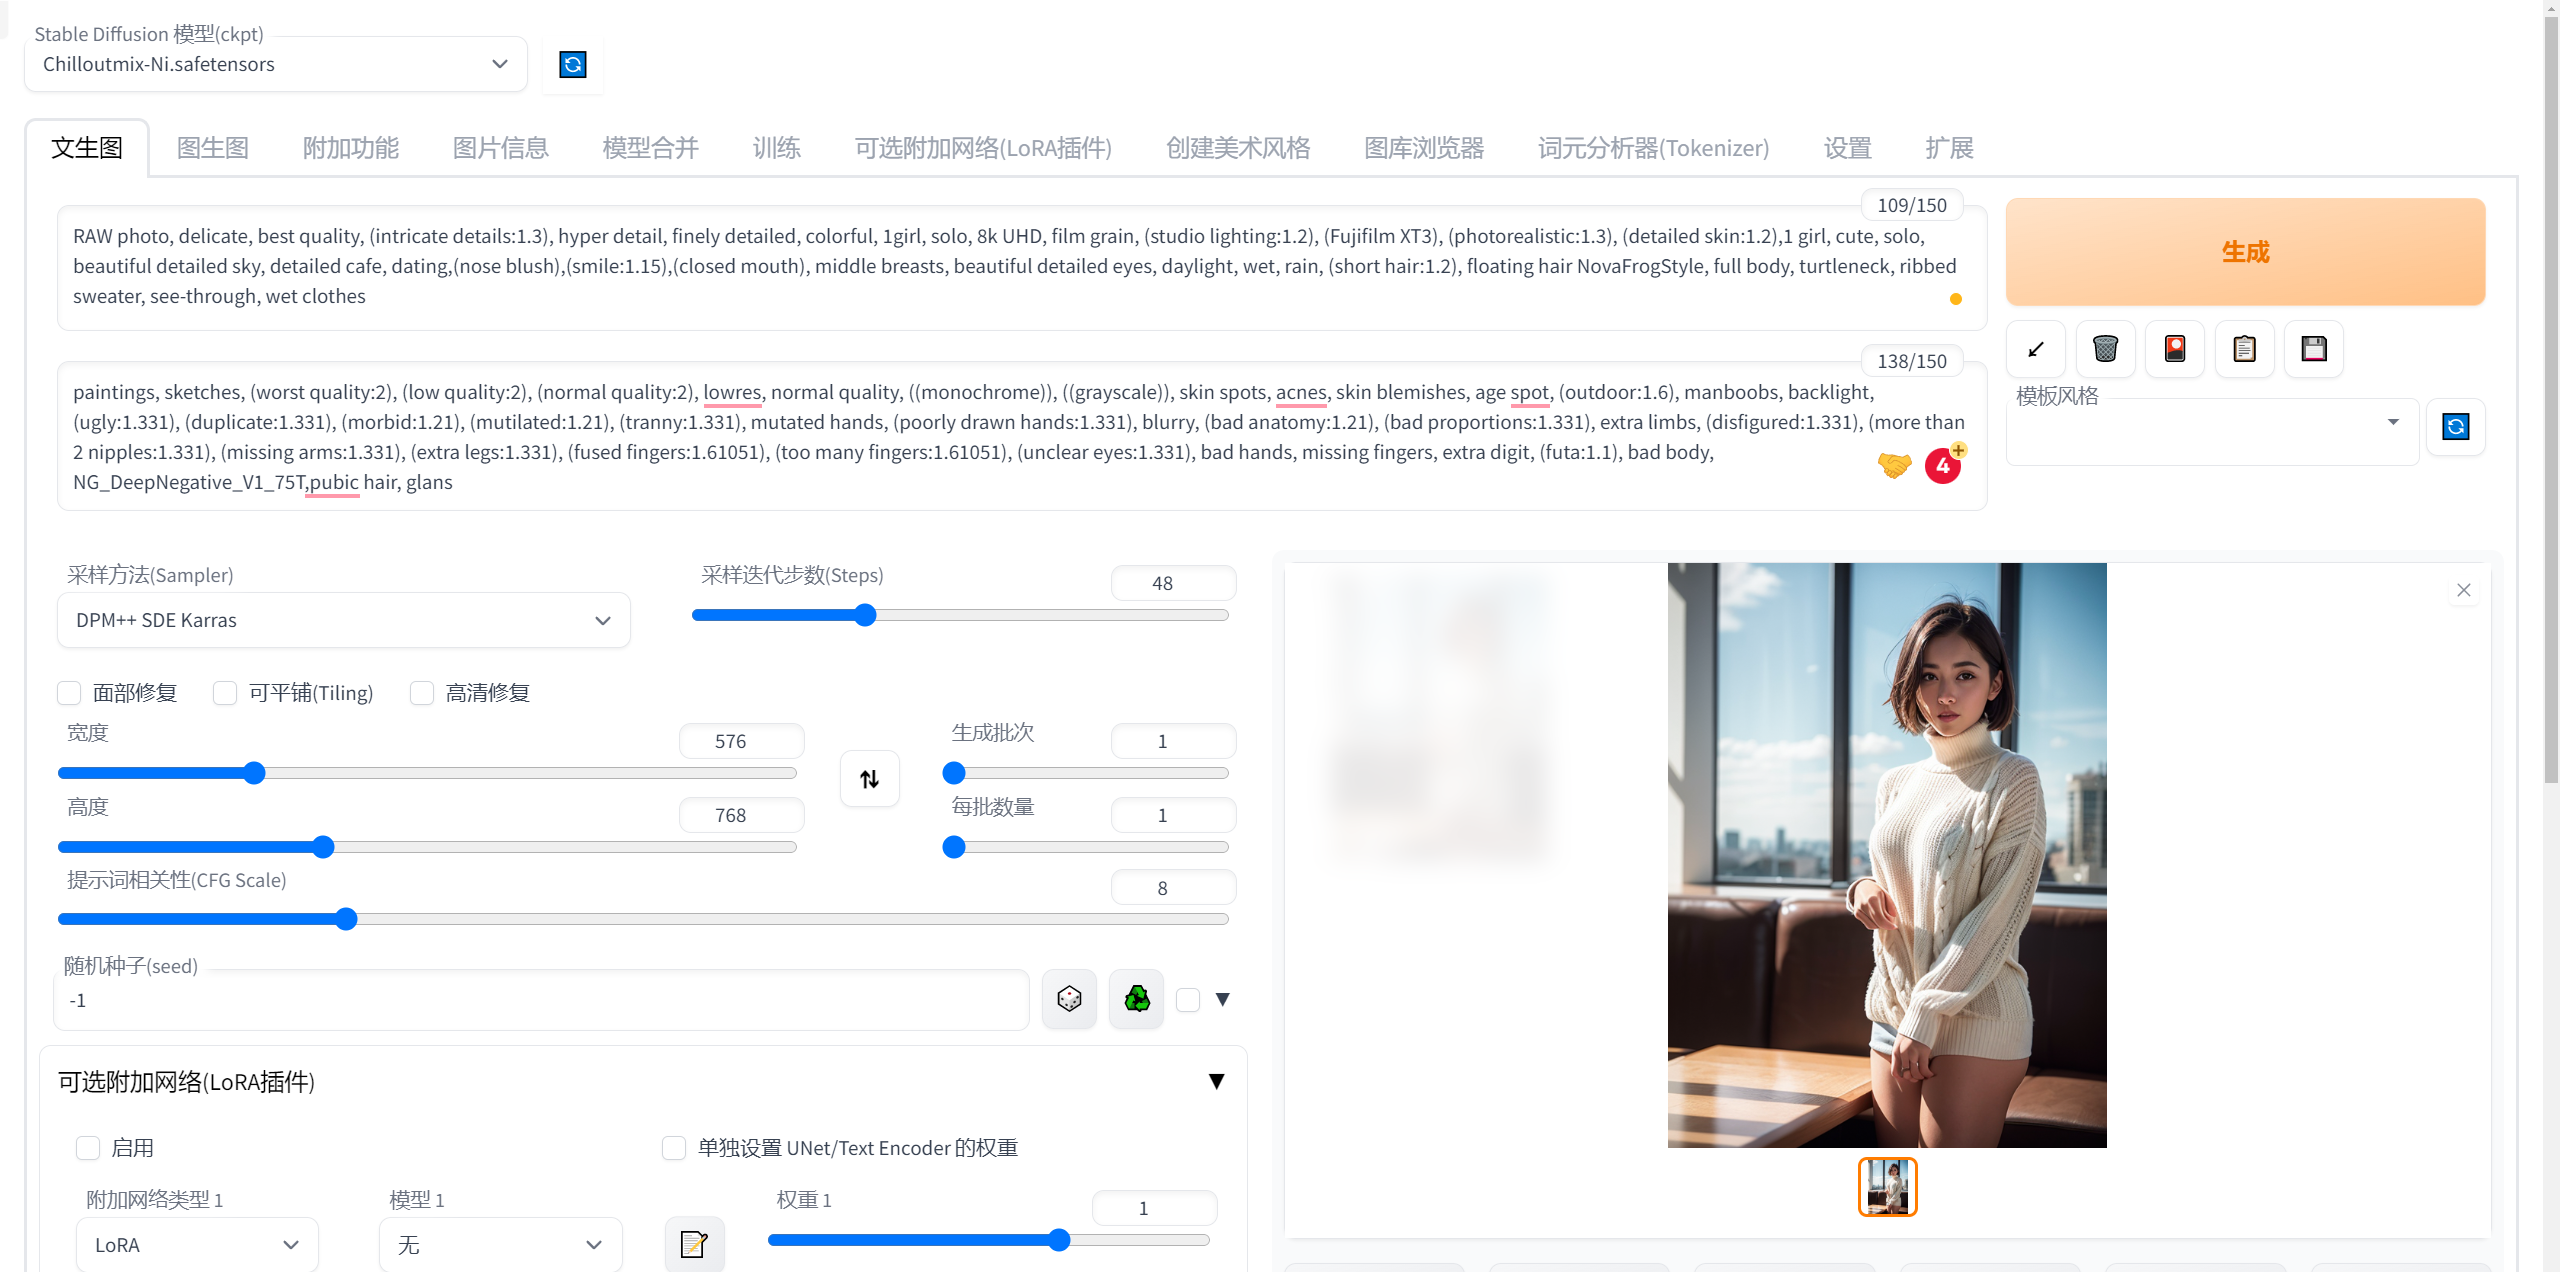 Stable Diffusion 模型(ckpt)
Chilloutmix-Ni.safetensors
文生图 图生图 附加功能 图片信息 模型合并 训练 可选附加网络(LoRA插件) 创建美术风格 图库浏览器 词元分析器(Tokenizer) 设置 扩展
109/150
RAW photo, delicate, best quality, (intricate details:1.3), hyper detail, finely detailed, colorful, 1girl, solo, 8k UHD, film grain, (studio lighting:1.2), (Fujifilm XT3), (photorealistic:1.3), (detailed skin:1.2),1 girl, cute, solo,
beautiful detailed sky, detailed cafe, dating,(nose blush),(smile:1.15),(closed mouth), middle breasts, beautiful detailed eyes, daylight, wet, rain, (short hair:1.2), floating hair NovaFrogStyle, full body, turtleneck, ribbed
sweater, see-through, wet clothes
生成
138/150
paintings, sketches, (worst quality:2), (low quality:2), (normal quality:2), lowres, normal quality, ((monochrome)), ((grayscale)), skin spots, acnes, skin blemishes, age spot, (outdoor:1.6), manboobs, backlight,
(ugly:1.331), (duplicate:1.331), (morbid:1.21), (mutilated:1.21), (tranny:1.331), mutated hands, (poorly drawn hands:1.331), blurry, (bad anatomy:1.21), (bad proportions:1.331), extra limbs, (disfigured:1.331), (more than
2 nipples:1.331), (missing arms:1.331), (extra legs:1.331), (fused fingers:1.61051), (too many fingers:1.61051), (unclear eyes:1.331), bad hands, missing fingers, extra digit, (futa:1.1), bad body,
NG_DeepNegative_V1_75T,pubic hair, glans
4
模板风格
采样方法(Sampler)
DPM++ SDE Karras
采样迭代步数(Steps)
48
面部修复 可平铺(Tiling) 高清修复
宽度
576
生成批次
1
高度
768
每批数量
1
提示词相关性(CFG Scale)
8
随机种子(seed)
-1
可选附加网络(LoRA插件)
启用 单独设置 UNet/Text Encoder 的权重
附加网络类型 1
LoRA
模型 1
无
权重 1
1